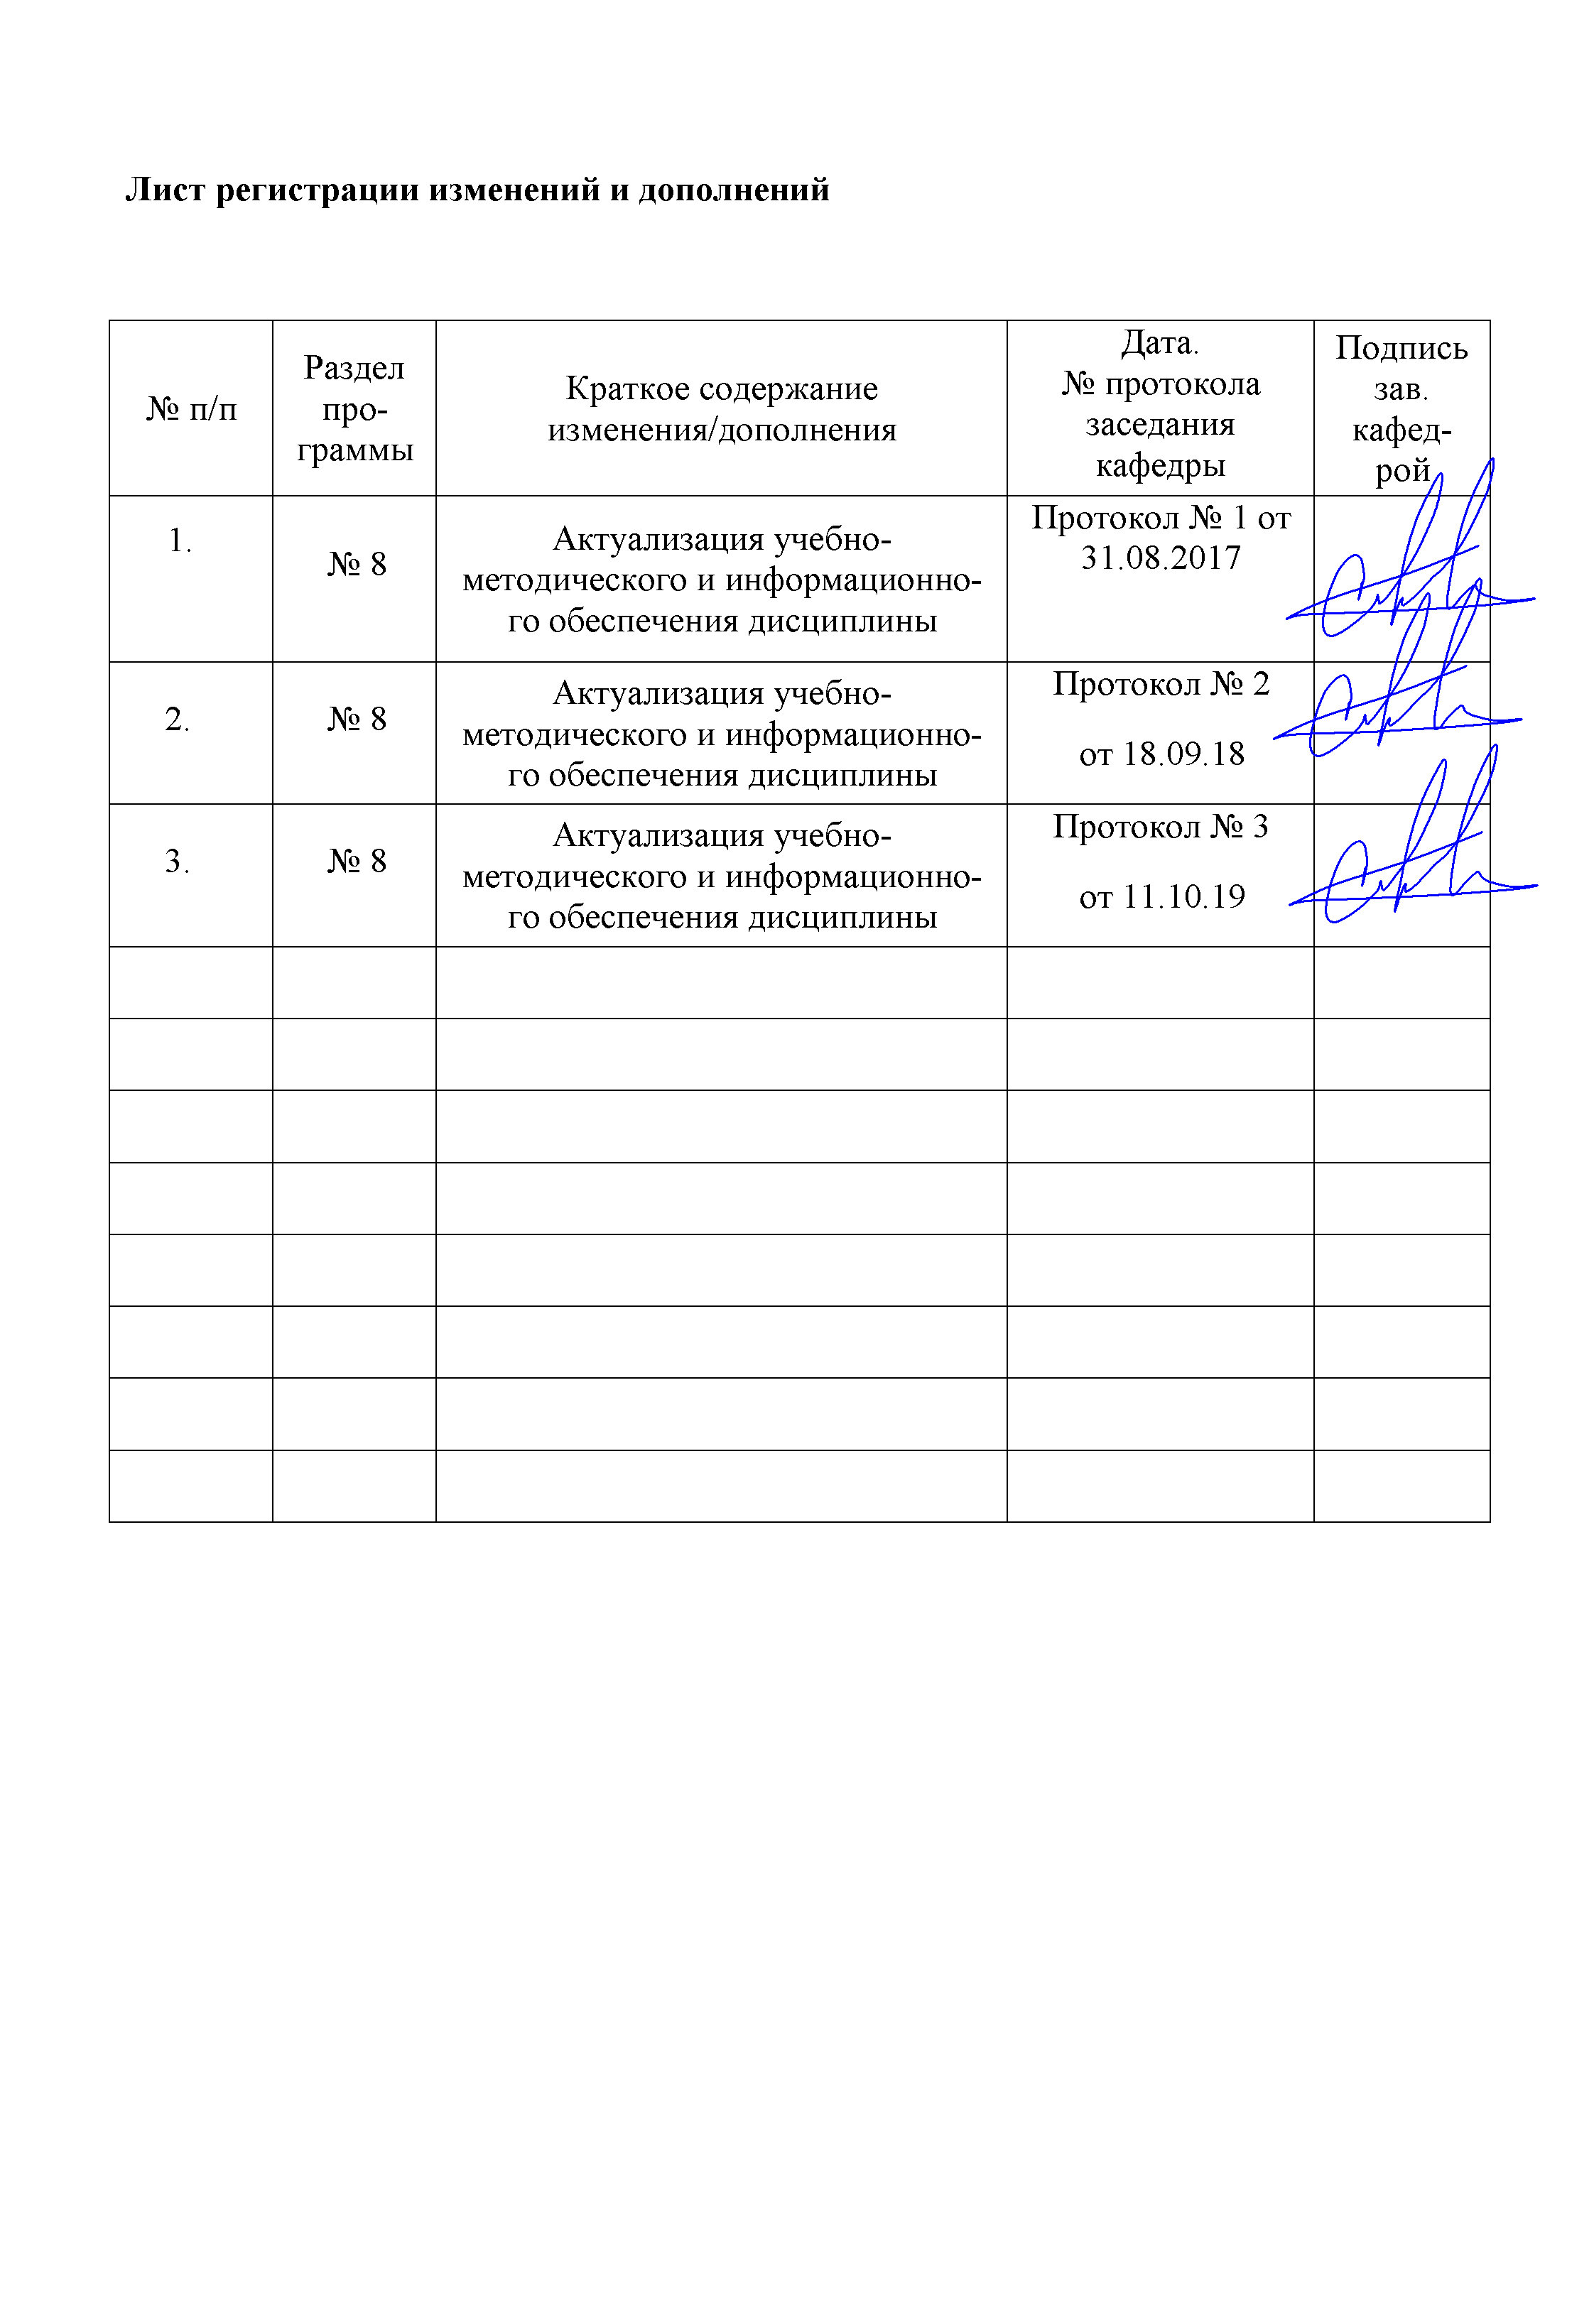 Лист регистрации изменений и дополнений
№ п/п
Раздел
про-
граммы
Краткое содержание
изменения/дополнения
Дата.
№ протокола
заседания
кафедры
Подпись
зав.
кафед-
рой
1.
№ 8
Актуализация учебно-
методического и информационно-
го обеспечения дисциплины
Протокол № 1 от
31.08.2017
2.
№ 8
Актуализация учебно-
методического и информационно-
го обеспечения дисциплины
Протокол № 2
от 18.09.18
3.
№ 8
Актуализация учебно-
методического и информационно-
го обеспечения дисциплины
Протокол № 3
от 11.10.19